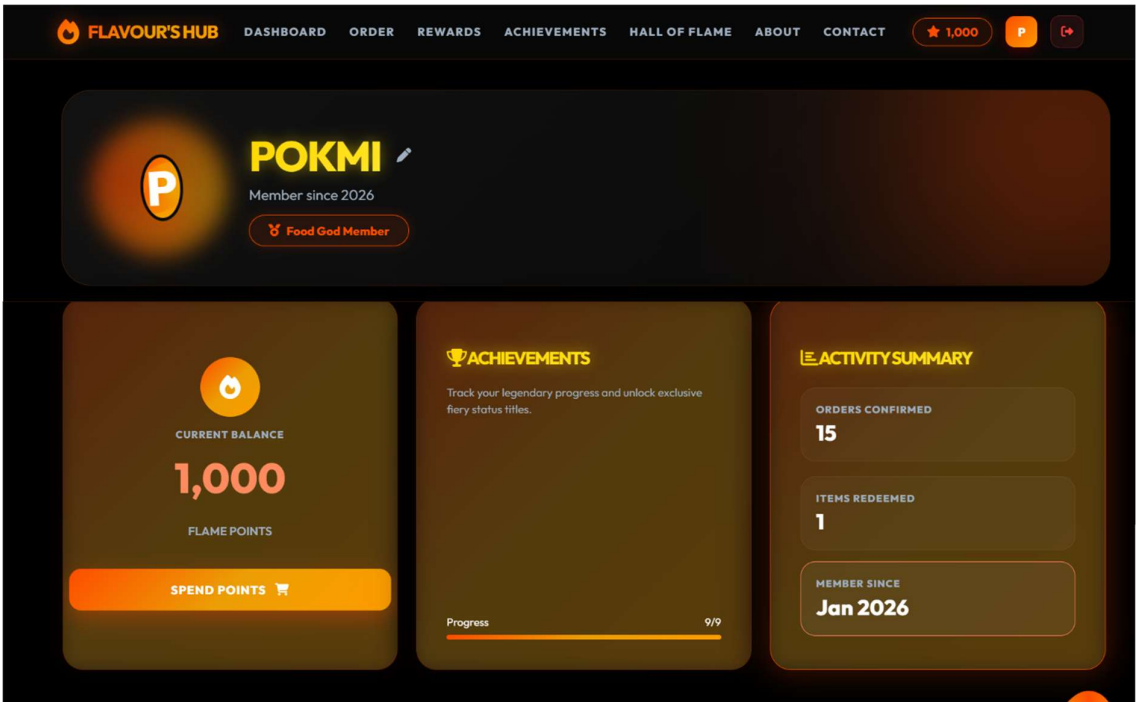 FLAVOUR'S HUB DASHBOARD ORDER REWARDS ACHIEVEMENTS HALL OF FLAME ABOUT CONTACT 1,000 P
P
POKMI
Member since 2026
Food God Member
CURRENT BALANCE
1,000
FLAME POINTS
SPEND POINTS
ACHIEVEMENTS
Track your legendary progress and unlock exclusive
fiery status titles.
Progress 9/9
ACTIVITY SUMMARY
ORDERS CONFIRMED
15
ITEMS REDEEMED
1
MEMBER SINCE
Jan 2026